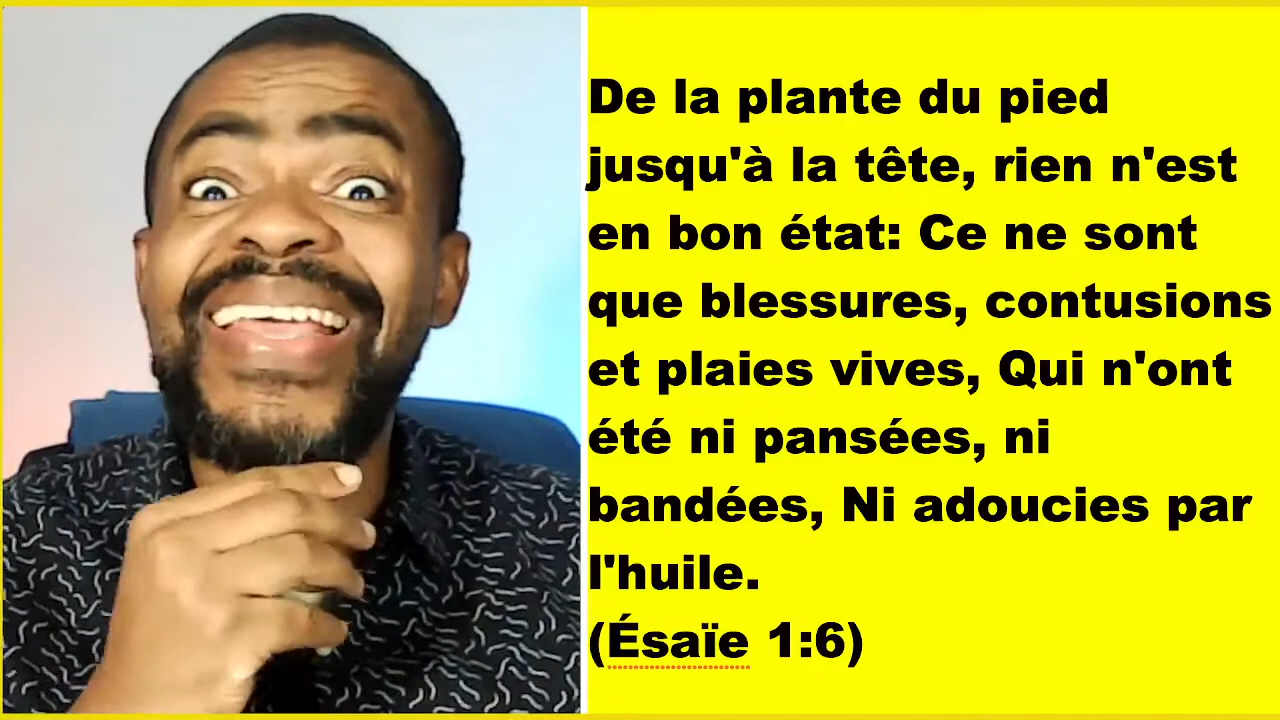 De la plante du pied
jusqu'à la tête, rien n'est
en bon état: Ce ne sont
que blessures, contusions
et plaies vives, Qui n'ont
été ni pansées, ni
bandées, Ni adoucies par
l'huile.
(Ésaïe 1:6)